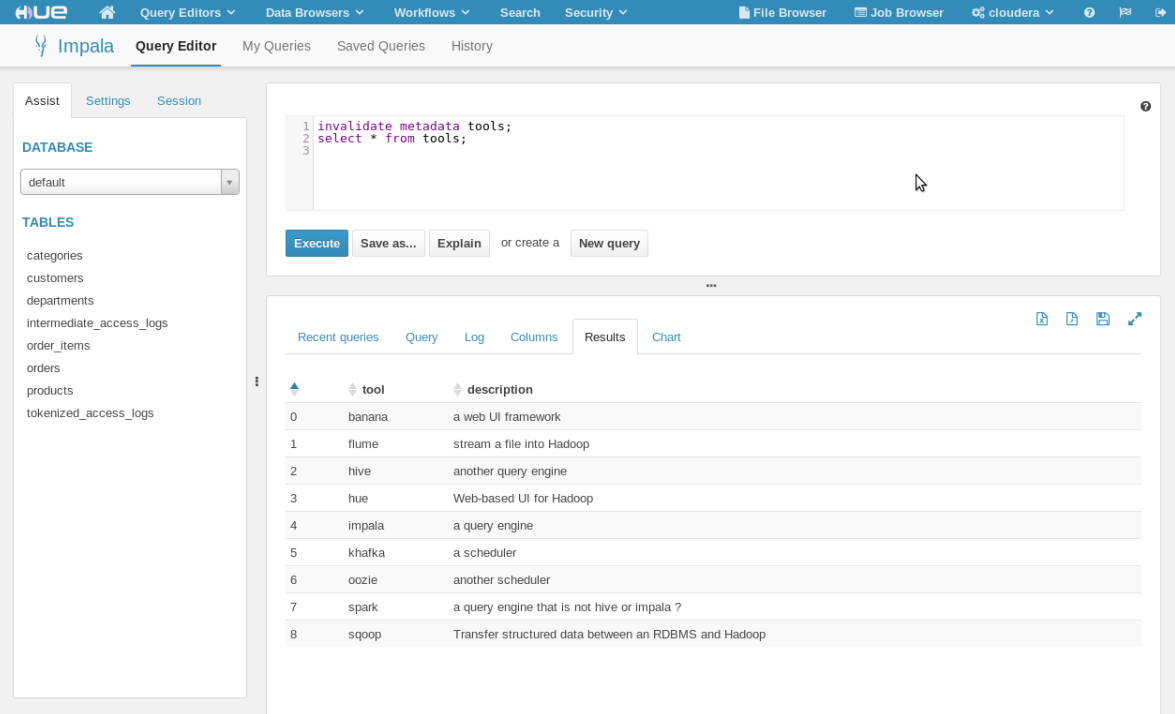 HUE Query Editors Data Browsers Workflows Search Security File Browser Job Browser cloudera
Impala Query Editor My Queries Saved Queries History
Assist Settings Session
DATABASE
default
TABLES
categories
customers
departments
intermediate_access_logs
order_items
orders
products
tokenized_access_logs
1 invalidate metadata tools;
2 select * from tools;
3
Execute Save as... Explain or create a New query
Recent queries Query Log Columns Results Chart
tool description
0 banana a web UI framework
1 flume stream a file into Hadoop
2 hive another query engine
3 hue Web-based UI for Hadoop
4 impala a query engine
5 khafka a scheduler
6 oozie another scheduler
7 spark a query engine that is not hive or impala ?
8 sqoop Transfer structured data between an RDBMS and Hadoop